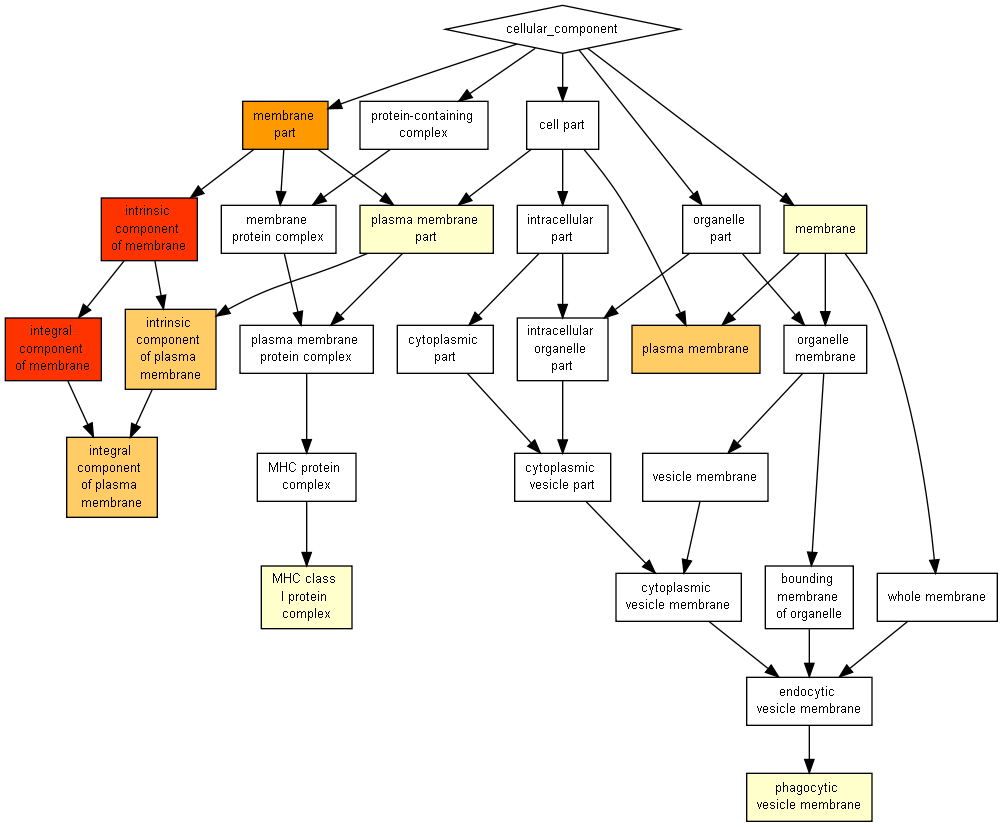 cellular_component
membrane
part
protein-containing
complex
cell part
intrinsic
component
of membrane
membrane
protein complex
plasma membrane
part
intracellular
part
organelle
part
membrane
integral
component
of membrane
intrinsic
component
of plasma
membrane
plasma membrane
protein complex
cytoplasmic
part
intracellular
organelle
part
plasma membrane
organelle
membrane
integral
component
of plasma
membrane
MHC protein
complex
cytoplasmic
vesicle part
vesicle membrane
MHC class
I protein
complex
cytoplasmic
vesicle membrane
bounding
membrane
of organelle
whole membrane
endocytic
vesicle membrane
phagocytic
vesicle membrane